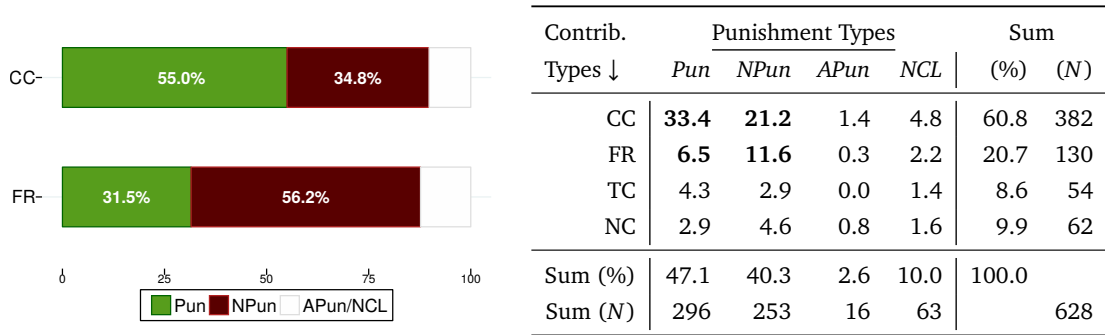 CC 55.0% 34.8%
FR 31.5% 56.2%
0 25 50 75 100
Pun NPun APun/NCL
Contrib. Punishment Types Sum
Types ↓ Pun NPun APun NCL (%) (N)
CC 33.4 21.2 1.4 4.8 60.8 382
FR 6.5 11.6 0.3 2.2 20.7 130
TC 4.3 2.9 0.0 1.4 8.6 54
NC 2.9 4.6 0.8 1.6 9.9 62
Sum (%) 47.1 40.3 2.6 10.0 100.0
Sum (N) 296 253 16 63 628